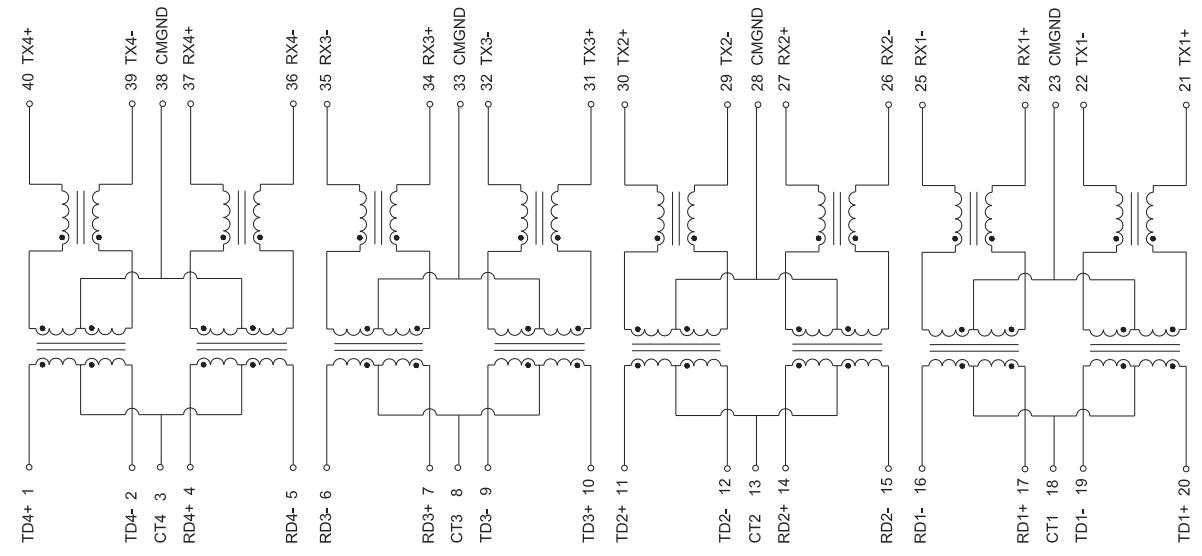 40 TX4+
39 TX4-
38 CMGND
37 RX4+
36 RX4-
35 RX3-
34 RX3+
33 CMGND
32 TX3-
31 TX3+
30 TX2+
29 TX2-
28 CMGND
27 RX2+
26 RX2-
25 RX1-
24 RX1+
23 CMGND
22 TX1-
21 TX1+
TD4+ 1
TD4- 2
CT4 3
RD4+ 4
RD4- 5
RD3- 6
RD3+ 7
CT3 8
TD3- 9
TD3+ 10
TD2+ 11
TD2- 12
CT2 13
RD2+ 14
RD2- 15
RD1- 16
RD1+ 17
CT1 18
TD1- 19
TD1+ 20